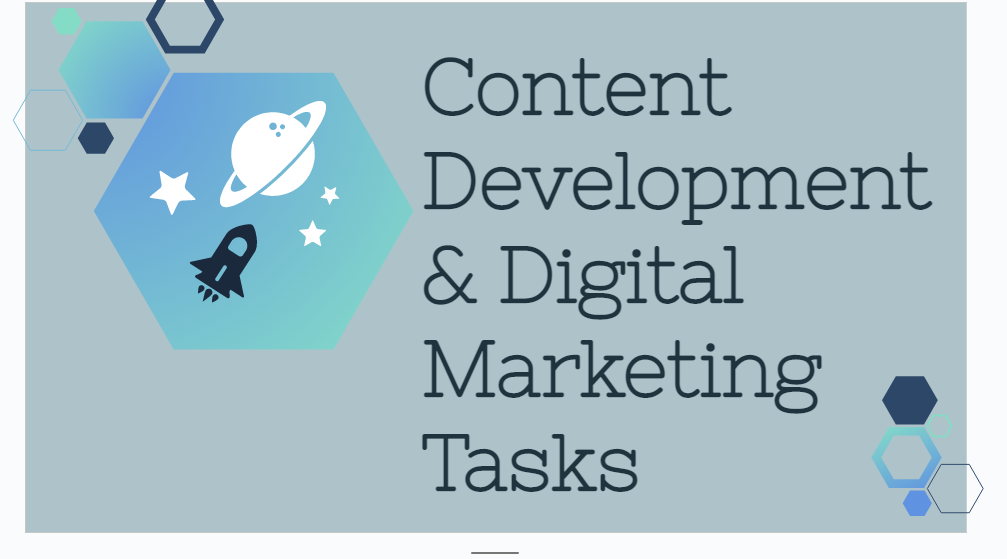 Content
Development
& Digital
Marketing
Tasks